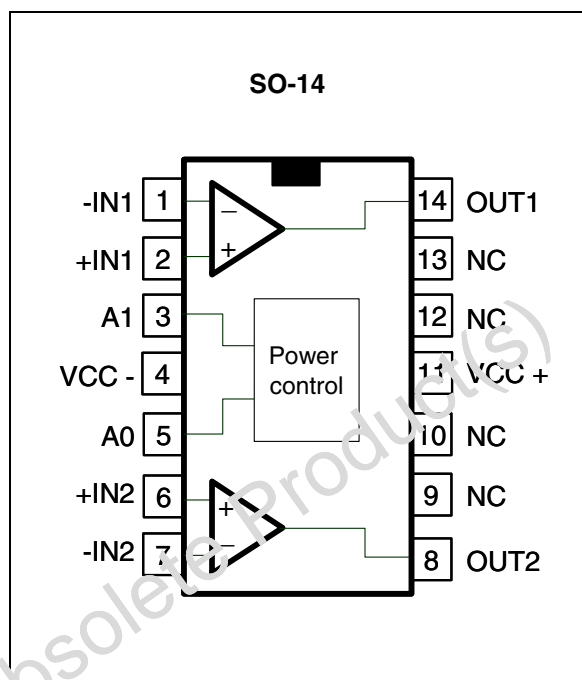 SO-14
-IN1 1
+IN1 2
A1 3
VCC - 4
A0 5
+IN2 6
-IN2 7
14 OUT1
13 NC
12 NC
11 VCC +
10 NC
9 NC
8 OUT2
−
+
Power
control
+
−
bsolete Product(s)